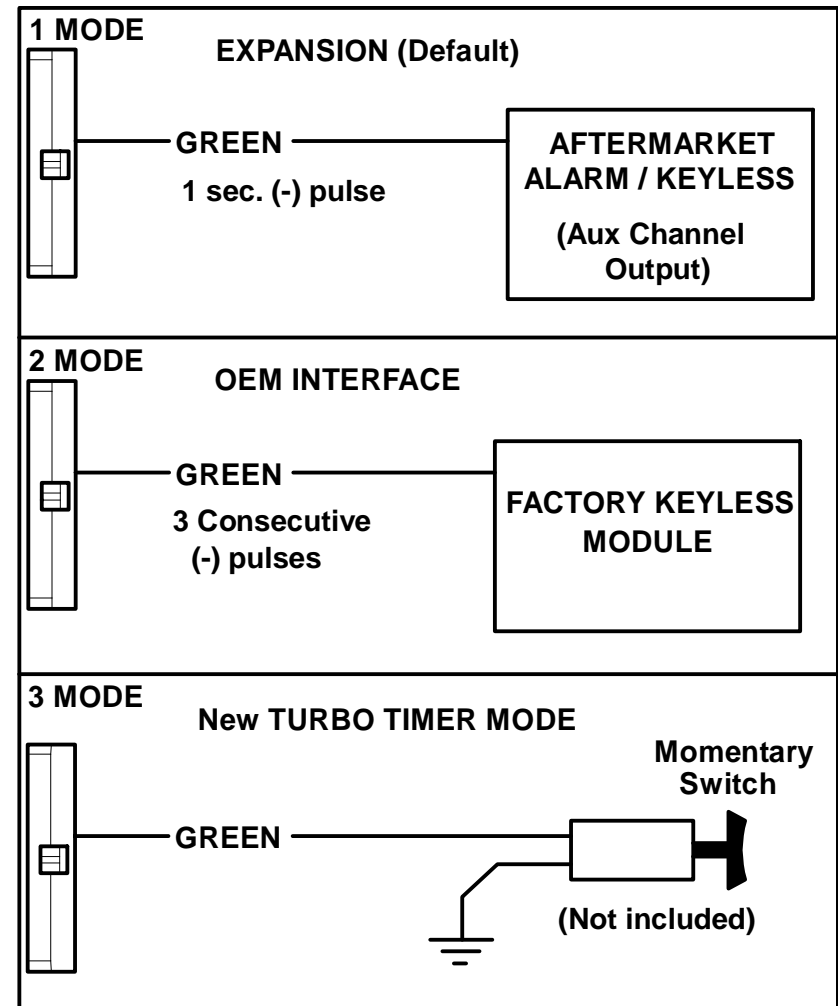 1 MODE
EXPANSION (Default)
GREEN
1 sec. (-) pulse
AFTERMARKET
ALARM / KEYLESS
(Aux Channel
Output)
2 MODE
OEM INTERFACE
GREEN
3 Consecutive
(-) pulses
FACTORY KEYLESS
MODULE
3 MODE
New TURBO TIMER MODE
Momentary
Switch
GREEN
(Not included)